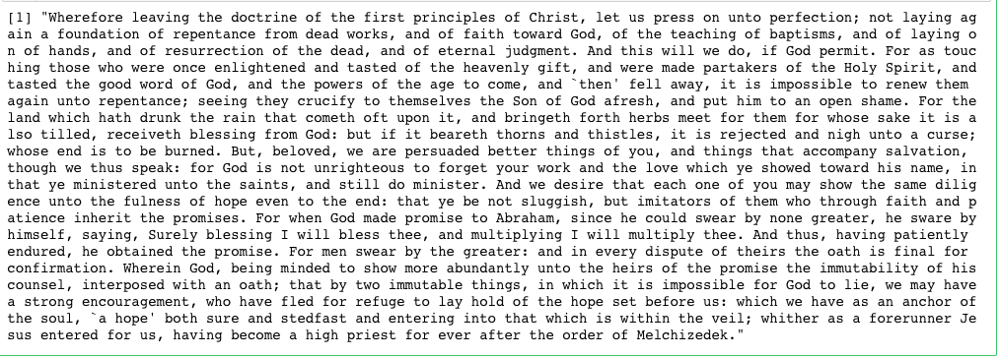 [1] "Wherefore leaving the doctrine of the first principles of Christ, let us press on unto perfection; not laying ag
ain a foundation of repentance from dead works, and of faith toward God, of the teaching of baptisms, and of laying o
n of hands, and of resurrection of the dead, and of eternal judgment. And this will we do, if God permit. For as touc
hing those who were once enlightened and tasted of the heavenly gift, and were made partakers of the Holy Spirit, and
tasted the good word of God, and the powers of the age to come, and `then' fell away, it is impossible to renew them
again unto repentance; seeing they crucify to themselves the Son of God afresh, and put him to an open shame. For the
land which hath drunk the rain that cometh oft upon it, and bringeth forth herbs meet for them for whose sake it is a
lso tilled, receiveth blessing from God: but if it beareth thorns and thistles, it is rejected and nigh unto a curse;
whose end is to be burned. But, beloved, we are persuaded better things of you, and things that accompany salvation,
though we thus speak: for God is not unrighteous to forget your work and the love which ye showed toward his name, in
that ye ministered unto the saints, and still do minister. And we desire that each one of you may show the same dilig
ence unto the fulness of hope even to the end: that ye be not sluggish, but imitators of them who through faith and p
atience inherit the promises. For when God made promise to Abraham, since he could swear by none greater, he sware by
himself, saying, Surely blessing I will bless thee, and multiplying I will multiply thee. And thus, having patiently
endured, he obtained the promise. For men swear by the greater: and in every dispute of theirs the oath is final for
confirmation. Wherein God, being minded to show more abundantly unto the heirs of the promise the immutability of his
counsel, interposed with an oath; that by two immutable things, in which it is impossible for God to lie, we may have
a strong encouragement, who have fled for refuge to lay hold of the hope set before us: which we have as an anchor of
the soul, `a hope' both sure and stedfast and entering into that which is within the veil; whither as a forerunner Je
sus entered for us, having become a high priest for ever after the order of Melchizedek."